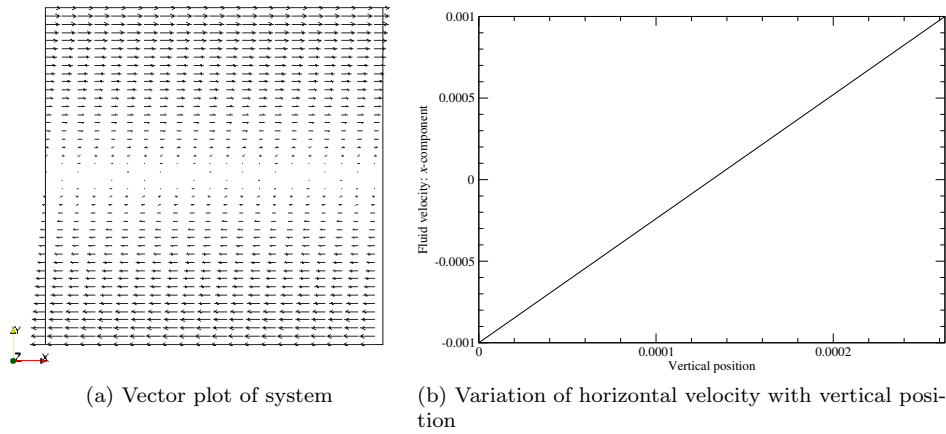 0.001
0.0005
0
-0.0005
-0.001
Fluid velocity: x-component
0
0.0001
0.0002
Vertical position
Y
Z
X
(a) Vector plot of system
(b) Variation of horizontal velocity with vertical posi-
tion